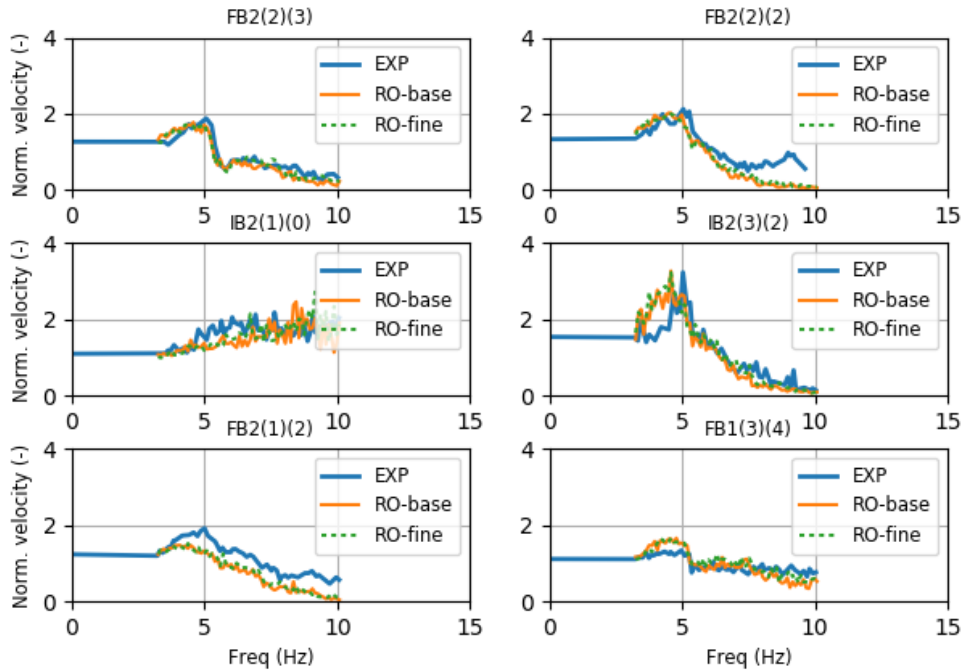 FB2(2)(3)
Norm. velocity (-)
4
2
0
0 5 10 15
EXP
RO-base
RO-fine
FB2(2)(2)
4
2
0
0 5 10 15
EXP
RO-base
RO-fine
IB2(1)(0)
Norm. velocity (-)
4
2
0
0 5 10 15
EXP
RO-base
RO-fine
IB2(3)(2)
4
2
0
0 5 10 15
EXP
RO-base
RO-fine
FB2(1)(2)
Norm. velocity (-)
4
2
0
0 5 10 15
Freq (Hz)
EXP
RO-base
RO-fine
FB1(3)(4)
4
2
0
0 5 10 15
Freq (Hz)
EXP
RO-base
RO-fine